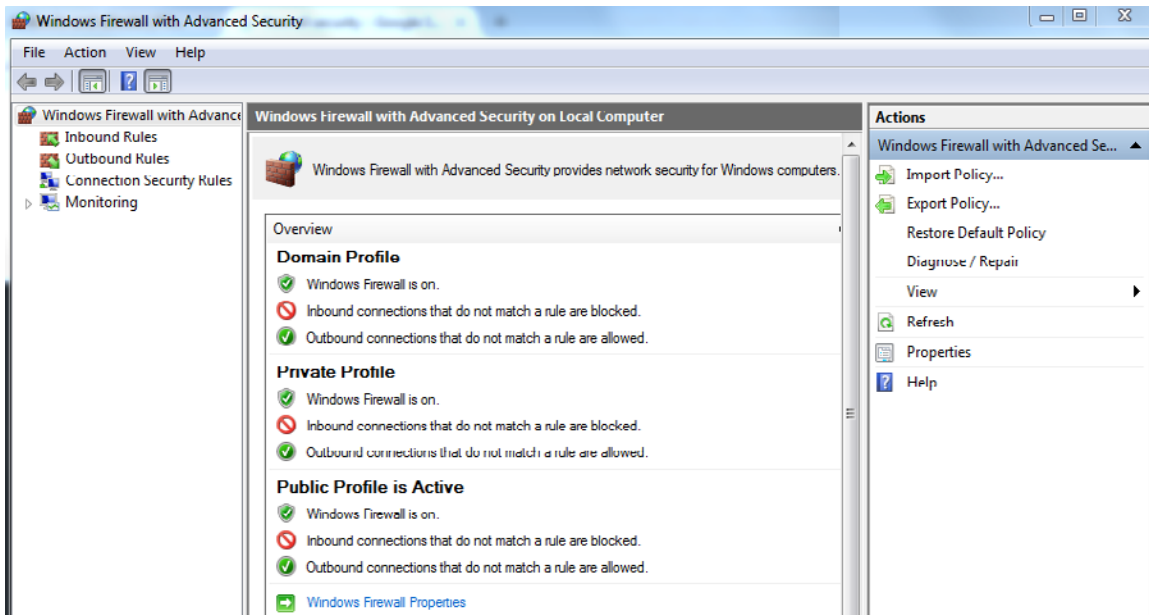 Windows Firewall with Advanced Security
File Action View Help
Windows Firewall with Advance
Inbound Rules
Outbound Rules
Connection Security Rules
Monitoring
Windows Firewall with Advanced Security on Local Computer
Windows Firewall with Advanced Security provides network security for Windows computers.
Overview
Domain Profile
Windows Firewall is on.
Inbound connections that do not match a rule are blocked.
Outbound connections that do not match a rule are allowed.
Private Profile
Windows Firewall is on.
Inbound connections that do not match a rule are blocked.
Outbound connections that do not match a rule are allowed.
Public Profile is Active
Windows Firewall is on.
Inbound connections that do not match a rule are blocked.
Outbound connections that do not match a rule are allowed.
Windows Firewall Properties
Actions
Windows Firewall with Advanced Se...
Import Policy...
Export Policy...
Restore Default Policy
Diagnose / Repair
View
Refresh
Properties
Help